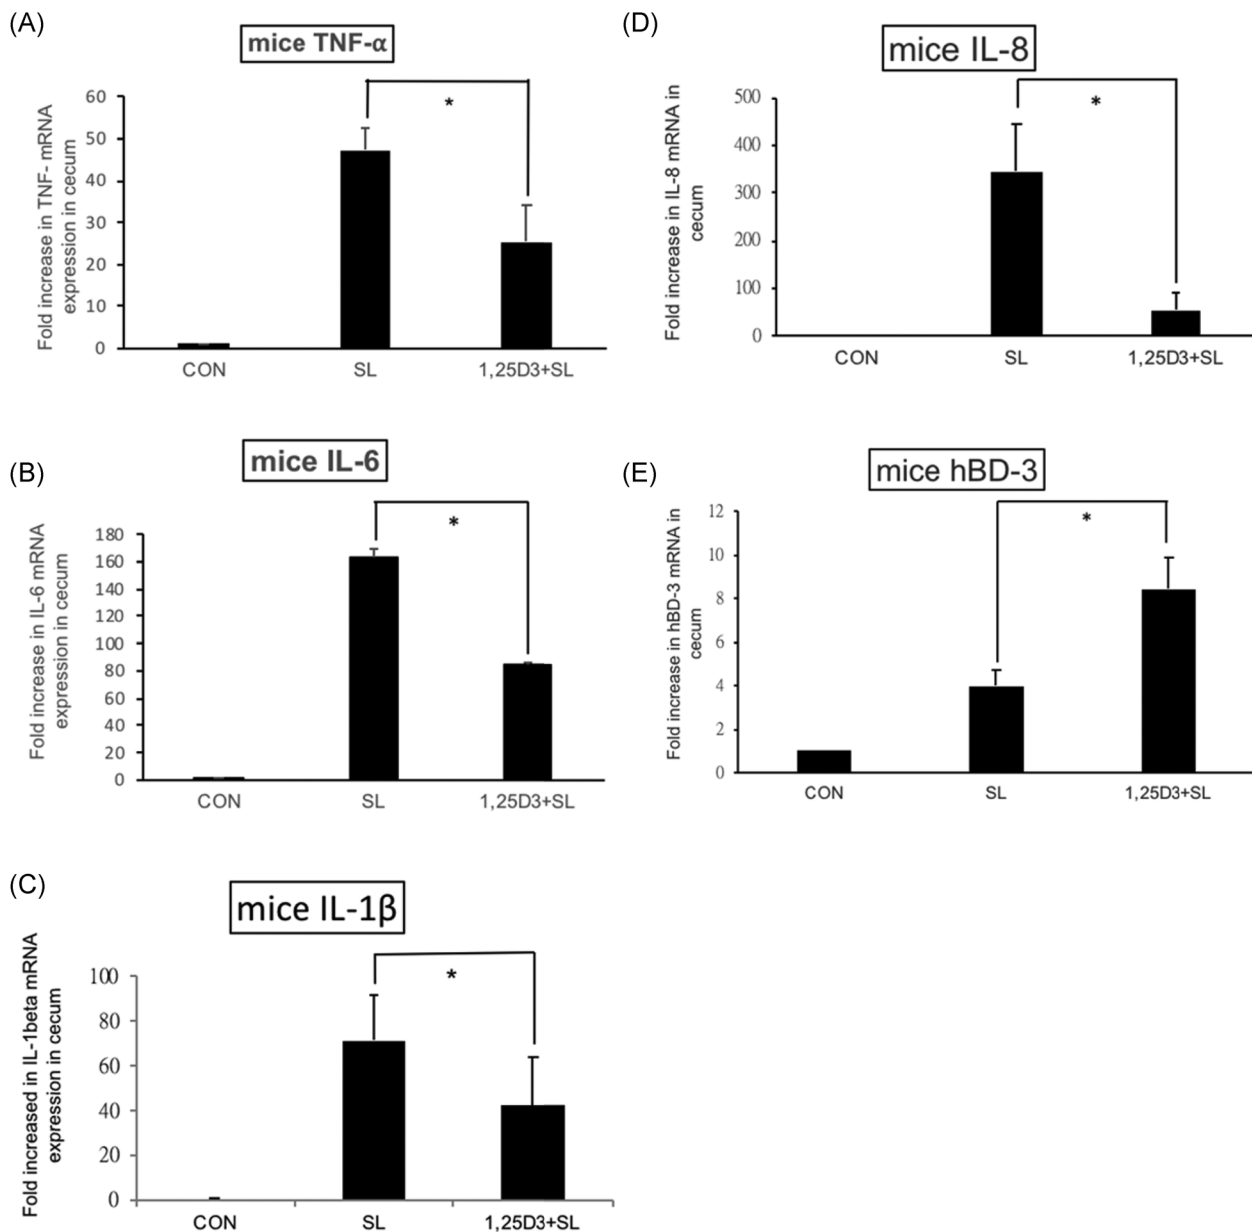 (A)
mice TNF-α
Fold increase in TNF- mRNA
expression in cecum
60
50
40
30
20
10
0
*
CON SL 1,25D3+SL
(B)
mice IL-6
Fold increase in IL-6 mRNA
expression in cecum
180
160
140
120
100
80
60
40
20
0
*
CON SL 1,25D3+SL
(C)
mice IL-1β
Fold increased in IL-1beta mRNA
expression in cecum
100
80
60
40
20
0
*
CON SL 1,25D3+SL
(D)
mice IL-8
Fold increase in IL-8 mRNA in
cecum
500
400
300
200
100
0
*
CON SL 1,25D3+SL
(E)
mice hBD-3
Fold increase in hBD-3 mRNA in
cecum
12
10
8
6
4
2
0
*
CON SL 1,25D3+SL